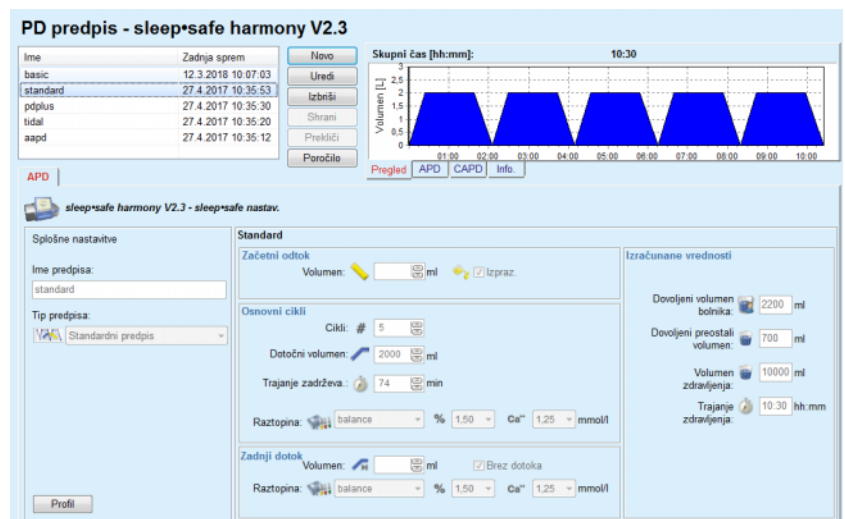 PD predpis - sleep•safe harmony V2.3
Ime Zadnja sprem
basic 12.3.2018 10:07:03
standard 27.4.2017 10:35:53
pdplus 27.4.2017 10:35:30
tidal 27.4.2017 10:35:20
aapd 27.4.2017 10:35:12
Novo
Uredi
Izbriši
Shrani
Prekliči
Poročilo
Skupni čas [hh:mm]: 10:30
Volumen [L]
3
2,5
2
1,5
1
0,5
0
01:00 02:00 03:00 04:00 05:00 06:00 07:00 08:00 09:00 10:00
Pregled APD CAPD Info.
APD
sleep•safe harmony V2.3 - sleep•safe nastav.
Splošne nastavitve
Ime predpisa:
standard
Tip predpisa:
Standardni predpis
Profil
Standard
Začetni odtok
Volumen: ml Izpraz.
Osnovni cikli
Cikli: # 5
Dotočni volumen: 2000 ml
Trajanje zadrževa.: 74 min
Raztopina: balance % 1,50 Ca++ 1,25 mmol/l
Zadnji dotok
Volumen: ml Brez dotoka
Raztopina: balance % 1,50 Ca++ 1,25 mmol/l
Izračunane vrednosti
Dovoljeni volumen
bolnika: 2200 ml
Dovoljeni preostali
volumen: 700 ml
Volumen
zdravljenja: 10000 ml
Trajanje
zdravljenja: 10:30 hh:mm